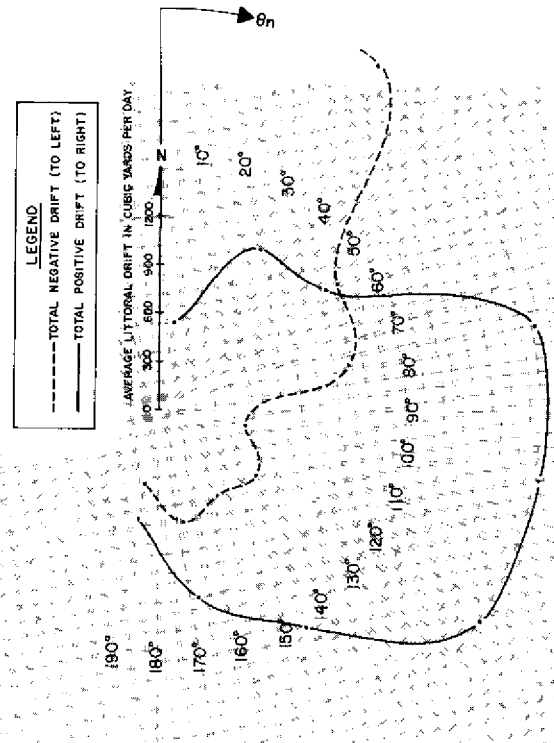 LEGEND
TOTAL NEGATIVE DRIFT (TO LEFT)
TOTAL POSITIVE DRIFT (TO RIGHT)
AVERAGE LITTORAL DRIFT IN CUBIC YARDS PER DAY
0 300 600 900 1200
N
θn
10°
20°
30°
40°
50°
60°
70°
80°
90°
100°
110°
120°
130°
140°
150°
160°
170°
180°
190°